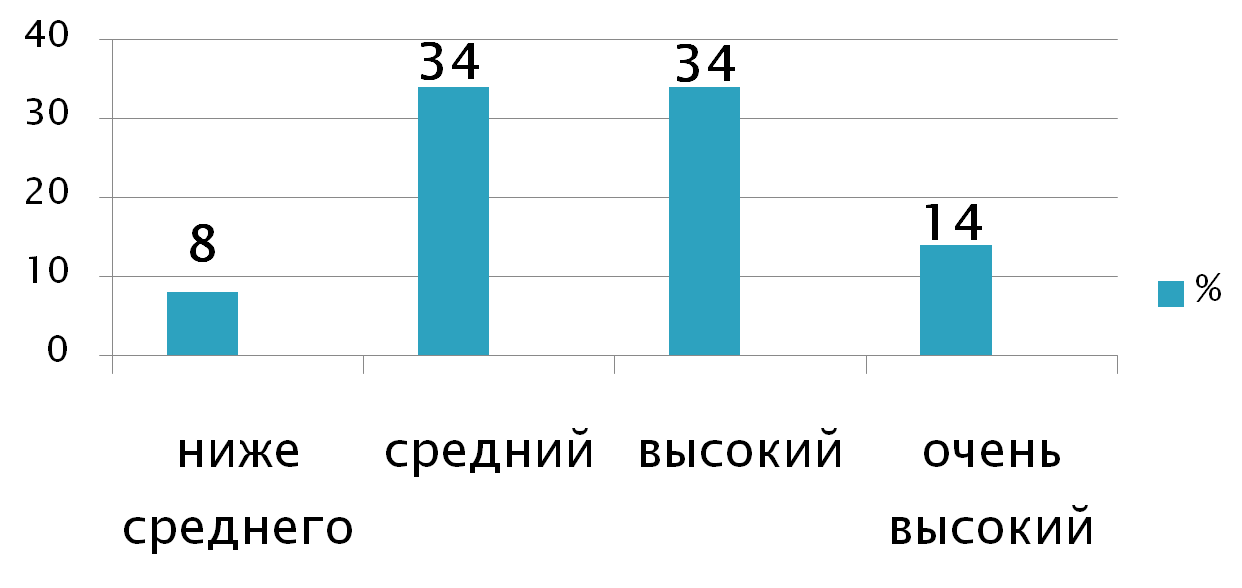 40
34
34
30
20
14
8
10
%
0
ниже
средний
высокий
очень
среднего
высокий